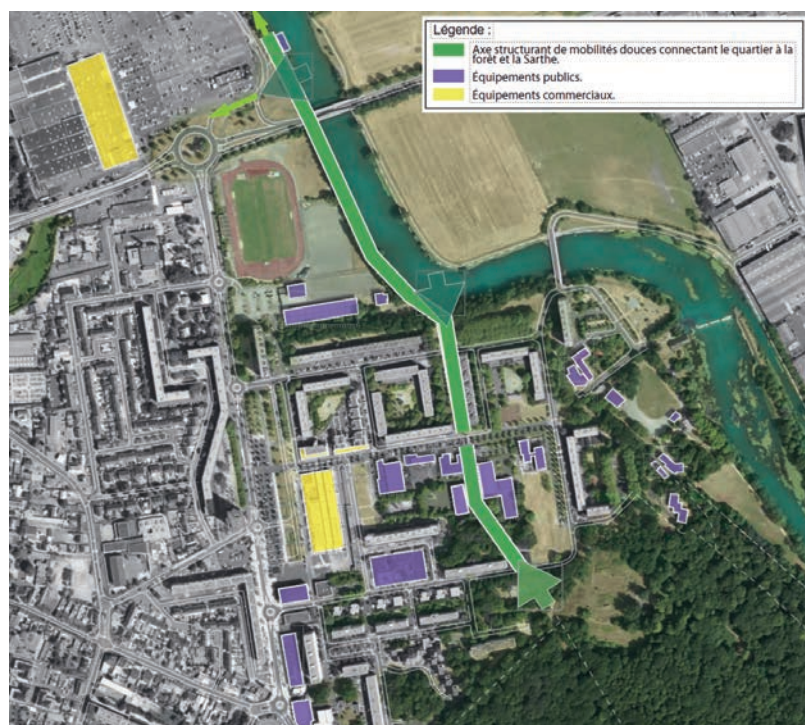 Légende :
Axe structurant de mobilités douces connectant le quartier à la
forêt et la Sarthe.
Équipements publics.
Équipements commerciaux.